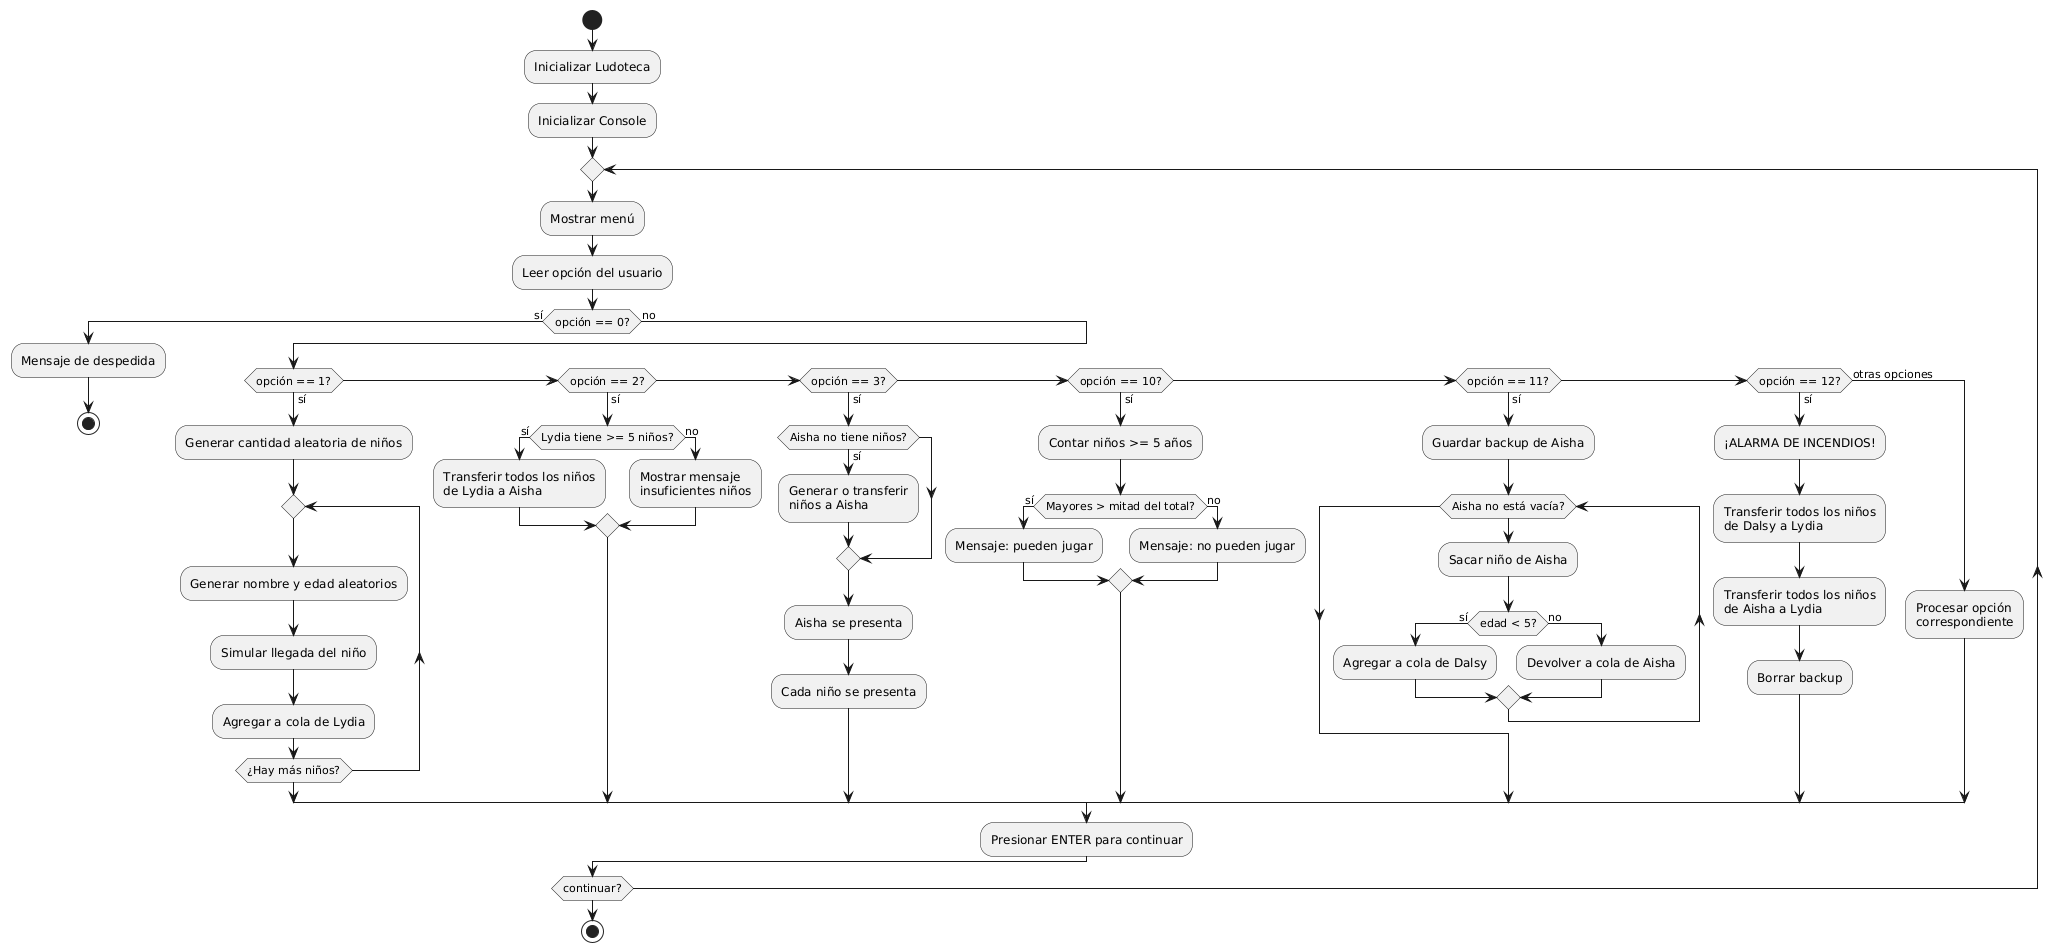 Inicializar Ludoteca
Inicializar Console
Mostrar menú
Leer opción del usuario
sí
opción == 0?
no
Mensaje de despedida
opción == 1?
sí
Generar cantidad aleatoria de niños
Generar nombre y edad aleatorios
Simular llegada del niño
Agregar a cola de Lydia
¿Hay más niños?
opción == 2?
sí
sí
Lydia tiene >= 5 niños?
no
Transferir todos los niños
de Lydia a Aisha
Mostrar mensaje
insuficientes niños
opción == 3?
sí
Aisha no tiene niños?
sí
Generar o transferir
niños a Aisha
Aisha se presenta
Cada niño se presenta
opción == 10?
sí
Contar niños >= 5 años
sí
Mayores > mitad del total?
no
Mensaje: pueden jugar
Mensaje: no pueden jugar
opción == 11?
sí
Guardar backup de Aisha
Aisha no está vacía?
Sacar niño de Aisha
sí
edad < 5?
no
Agregar a cola de Dalsy
Devolver a cola de Aisha
opción == 12?
otras opciones
sí
¡ALARMA DE INCENDIOS!
Transferir todos los niños
de Dalsy a Lydia
Transferir todos los niños
de Aisha a Lydia
Borrar backup
Procesar opción
correspondiente
Presionar ENTER para continuar
continuar?